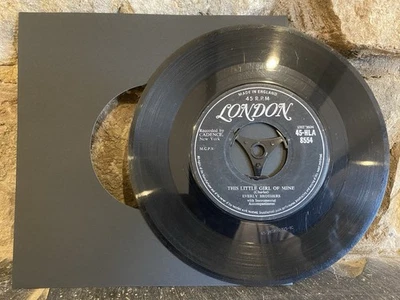 MADE IN ENGLAND
45 R.P.M
LONDON
Recorded by
CADENCE,
New York
45-HLA
8554
THIS LITTLE GIRL OF MINE
(Charles)
EVERLY BROTHERS
with Instrumental
Accompaniment